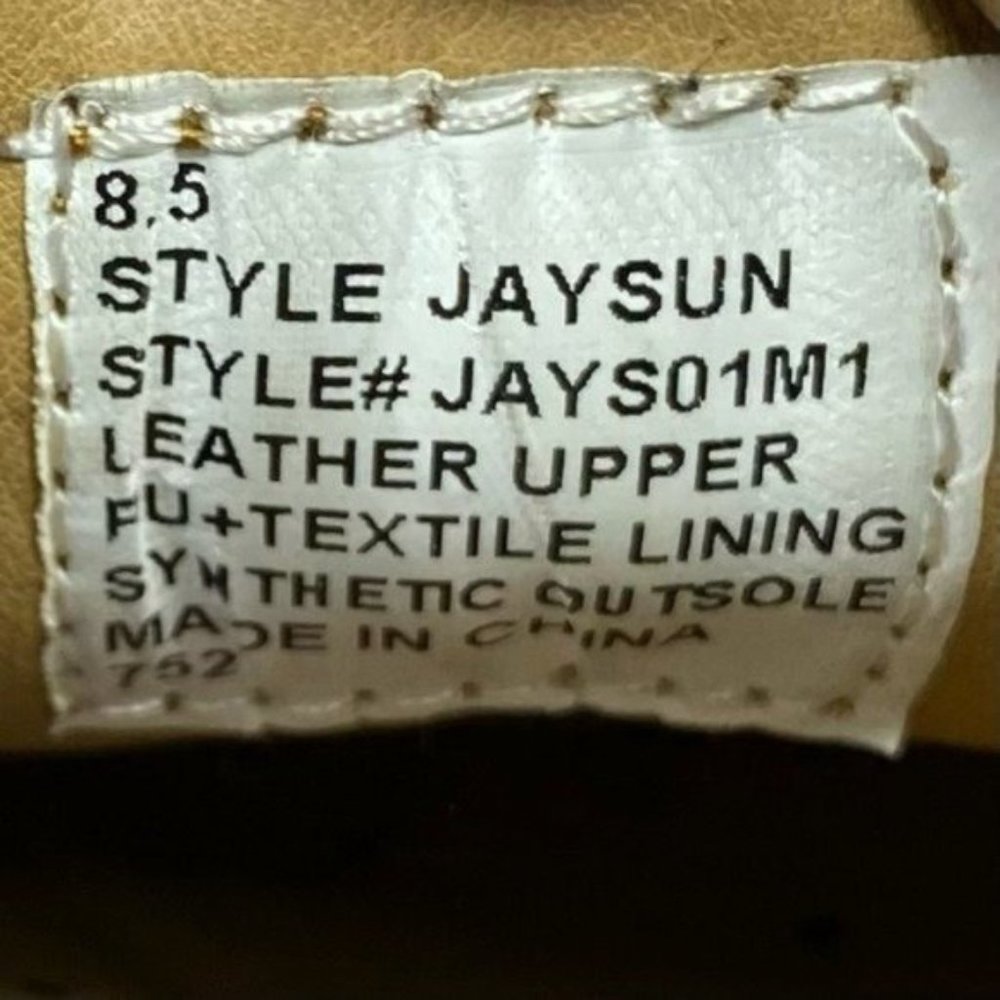 8.5
STYLE JAYSUN
STYLE# JAYS01M1
LEATHER UPPER
PU+TEXTILE LINING
SYNTHETIC OUTSOLE
MADE IN CHINA
752